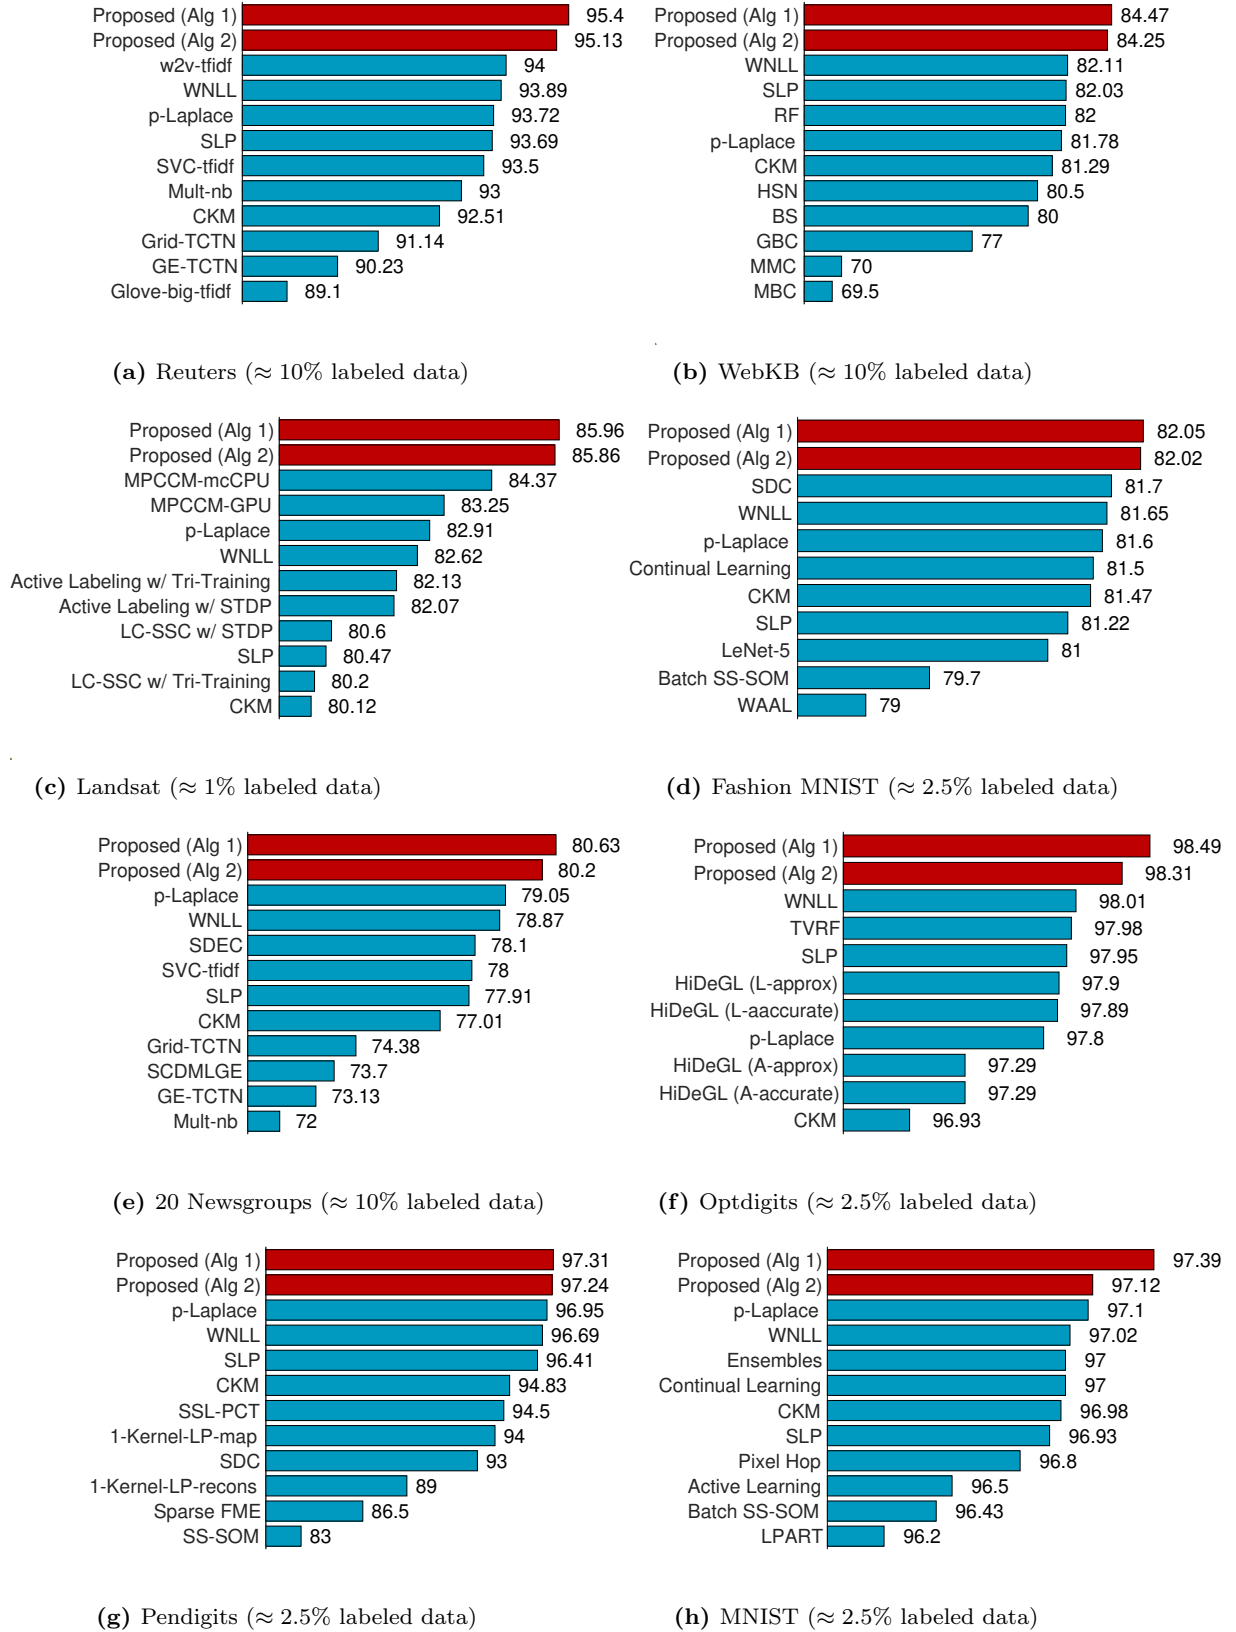 Proposed (Alg 1) 95.4
Proposed (Alg 2) 95.13
w2v-tfidf 94
WNLL 93.89
p-Laplace 93.72
SLP 93.69
SVC-tfidf 93.5
Mult-nb 93
CKM 92.51
Grid-TCTN 91.14
GE-TCTN 90.23
Glove-big-tfidf 89.1
(a) Reuters (≈ 10% labeled data)
Proposed (Alg 1) 84.47
Proposed (Alg 2) 84.25
WNLL 82.11
SLP 82.03
RF 82
p-Laplace 81.78
CKM 81.29
HSN 80.5
BS 80
GBC 77
MMC 70
MBC 69.5
(b) WebKB (≈ 10% labeled data)
Proposed (Alg 1) 85.96
Proposed (Alg 2) 85.86
MPCCM-mcCPU 84.37
MPCCM-GPU 83.25
p-Laplace 82.91
WNLL 82.62
Active Labeling w/ Tri-Training 82.13
Active Labeling w/ STDP 82.07
LC-SSC w/ STDP 80.6
SLP 80.47
LC-SSC w/ Tri-Training 80.2
CKM 80.12
(c) Landsat (≈ 1% labeled data)
Proposed (Alg 1) 82.05
Proposed (Alg 2) 82.02
SDC 81.7
WNLL 81.65
p-Laplace 81.6
Continual Learning 81.5
CKM 81.47
SLP 81.22
LeNet-5 81
Batch SS-SOM 79.7
WAAL 79
(d) Fashion MNIST (≈ 2.5% labeled data)
Proposed (Alg 1) 80.63
Proposed (Alg 2) 80.2
p-Laplace 79.05
WNLL 78.87
SDEC 78.1
SVC-tfidf 78
SLP 77.91
CKM 77.01
Grid-TCTN 74.38
SCDMLGE 73.7
GE-TCTN 73.13
Mult-nb 72
(e) 20 Newsgroups (≈ 10% labeled data)
Proposed (Alg 1) 98.49
Proposed (Alg 2) 98.31
WNLL 98.01
TVRF 97.98
SLP 97.95
HiDeGL (L-approx) 97.9
HiDeGL (L-aaccurate) 97.89
p-Laplace 97.8
HiDeGL (A-approx) 97.29
HiDeGL (A-accurate) 97.29
CKM 96.93
(f) Optdigits (≈ 2.5% labeled data)
Proposed (Alg 1) 97.31
Proposed (Alg 2) 97.24
p-Laplace 96.95
WNLL 96.69
SLP 96.41
CKM 94.83
SSL-PCT 94.5
1-Kernel-LP-map 94
SDC 93
1-Kernel-LP-recons 89
Sparse FME 86.5
SS-SOM 83
(g) Pendigits (≈ 2.5% labeled data)
Proposed (Alg 1) 97.39
Proposed (Alg 2) 97.12
p-Laplace 97.1
WNLL 97.02
Ensembles 97
Continual Learning 97
CKM 96.98
SLP 96.93
Pixel Hop 96.8
Active Learning 96.5
Batch SS-SOM 96.43
LPART 96.2
(h) MNIST (≈ 2.5% labeled data)